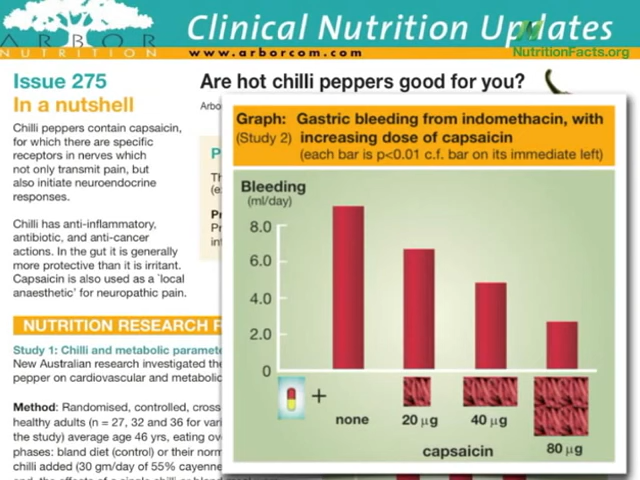 Clinical Nutrition Updates
ARBOR
NUTRITION
www.arborcom.com
NutritionFacts.org
Issue 275
Are hot chilli peppers good for you?
In a nutshell
Arbo
Chilli peppers contain capsaicin,
for which there are specific
receptors in nerves which
not only transmit pain, but
also initiate neuroendocrine
responses.
Chilli has anti-inflammatory,
antibiotic, and anti-cancer
actions. In the gut it is generally
more protective than it is irritant.
Capsaicin is also used as a 'local
anaesthetic' for neuropathic pain.
NUTRITION RESEARCH
Study 1: Chilli and metabolic paramete
New Australian research investigated the
pepper on cardiovascular and metabolic
Method: Randomised, controlled, cross
healthy adults (n = 27, 32 and 36 for vari
the study) average age 46 yrs, eating ov
phases: bland diet (control) or their norm
chilli added (30 gm/day of 55% cayenne
Graph: Gastric bleeding from indomethacin, with
(Study 2) increasing dose of capsaicin
(each bar is p<0.01 c.f. bar on its immediate left)
Bleeding
(ml/day)
8.0
6.0
4.0
2.0
0
+
none
20 µg
40 µg
80 µg
capsaicin